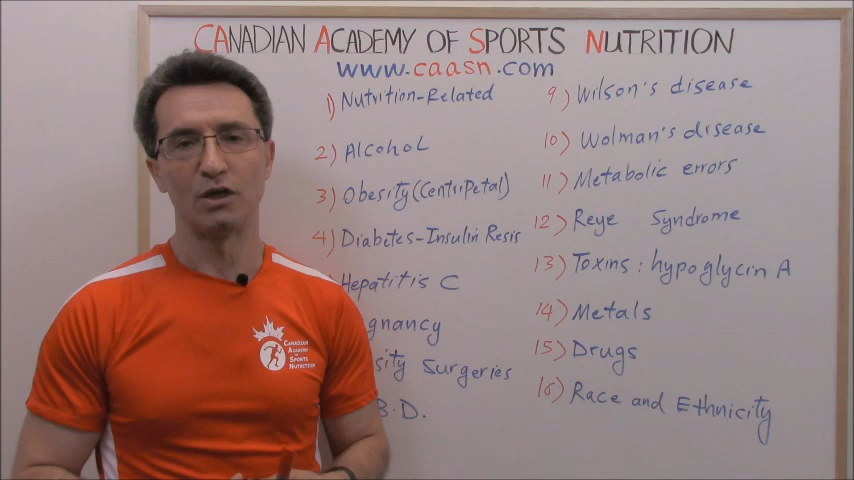 CANADIAN ACADEMY OF SPORTS NUTRITION
www.caasn.com
1) Nutrition-Related
2) Alcohol
3) Obesity (Centripetal)
4) Diabetes-Insulin Resis
Hepatitis C
gnancy
sity Surgeries
B.D.
9) Wilson's disease
10) Wolman's disease
11) Metabolic errors
12) Reye Syndrome
13) Toxins: hypoglycin A
14) Metals
15) Drugs
16) Race and Ethnicity
CANADIAN
ACADEMY
OF
SPORTS
NUTRITION